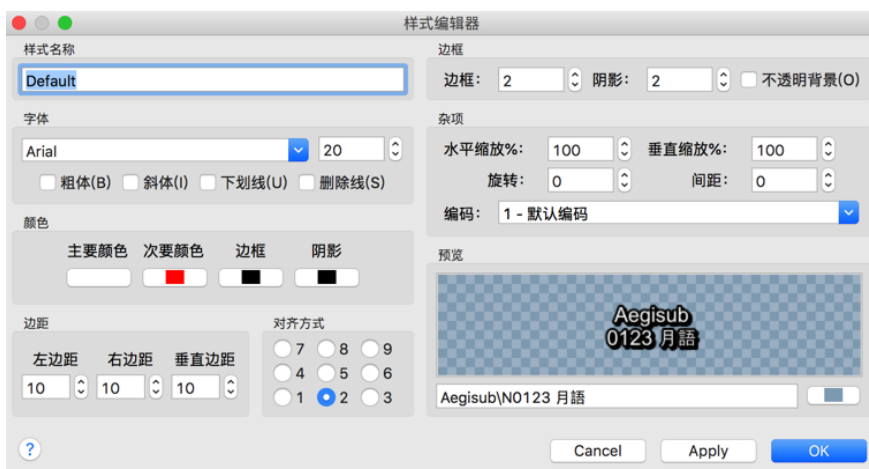 样式编辑器
样式名称
Default
字体
Arial 20
粗体(B) 斜体(I) 下划线(U) 删除线(S)
颜色
主要颜色 次要颜色 边框 阴影
边距
左边距 右边距 垂直边距
10 10 10
对齐方式
7 8 9
4 5 6
1 2 3
边框
边框: 2 阴影: 2 不透明背景(O)
杂项
水平缩放%: 100 垂直缩放%: 100
旋转: 0 间距: 0
编码: 1 - 默认编码
预览
Aegisub
0123 月語
Aegisub\N0123 月語
?
Cancel Apply OK